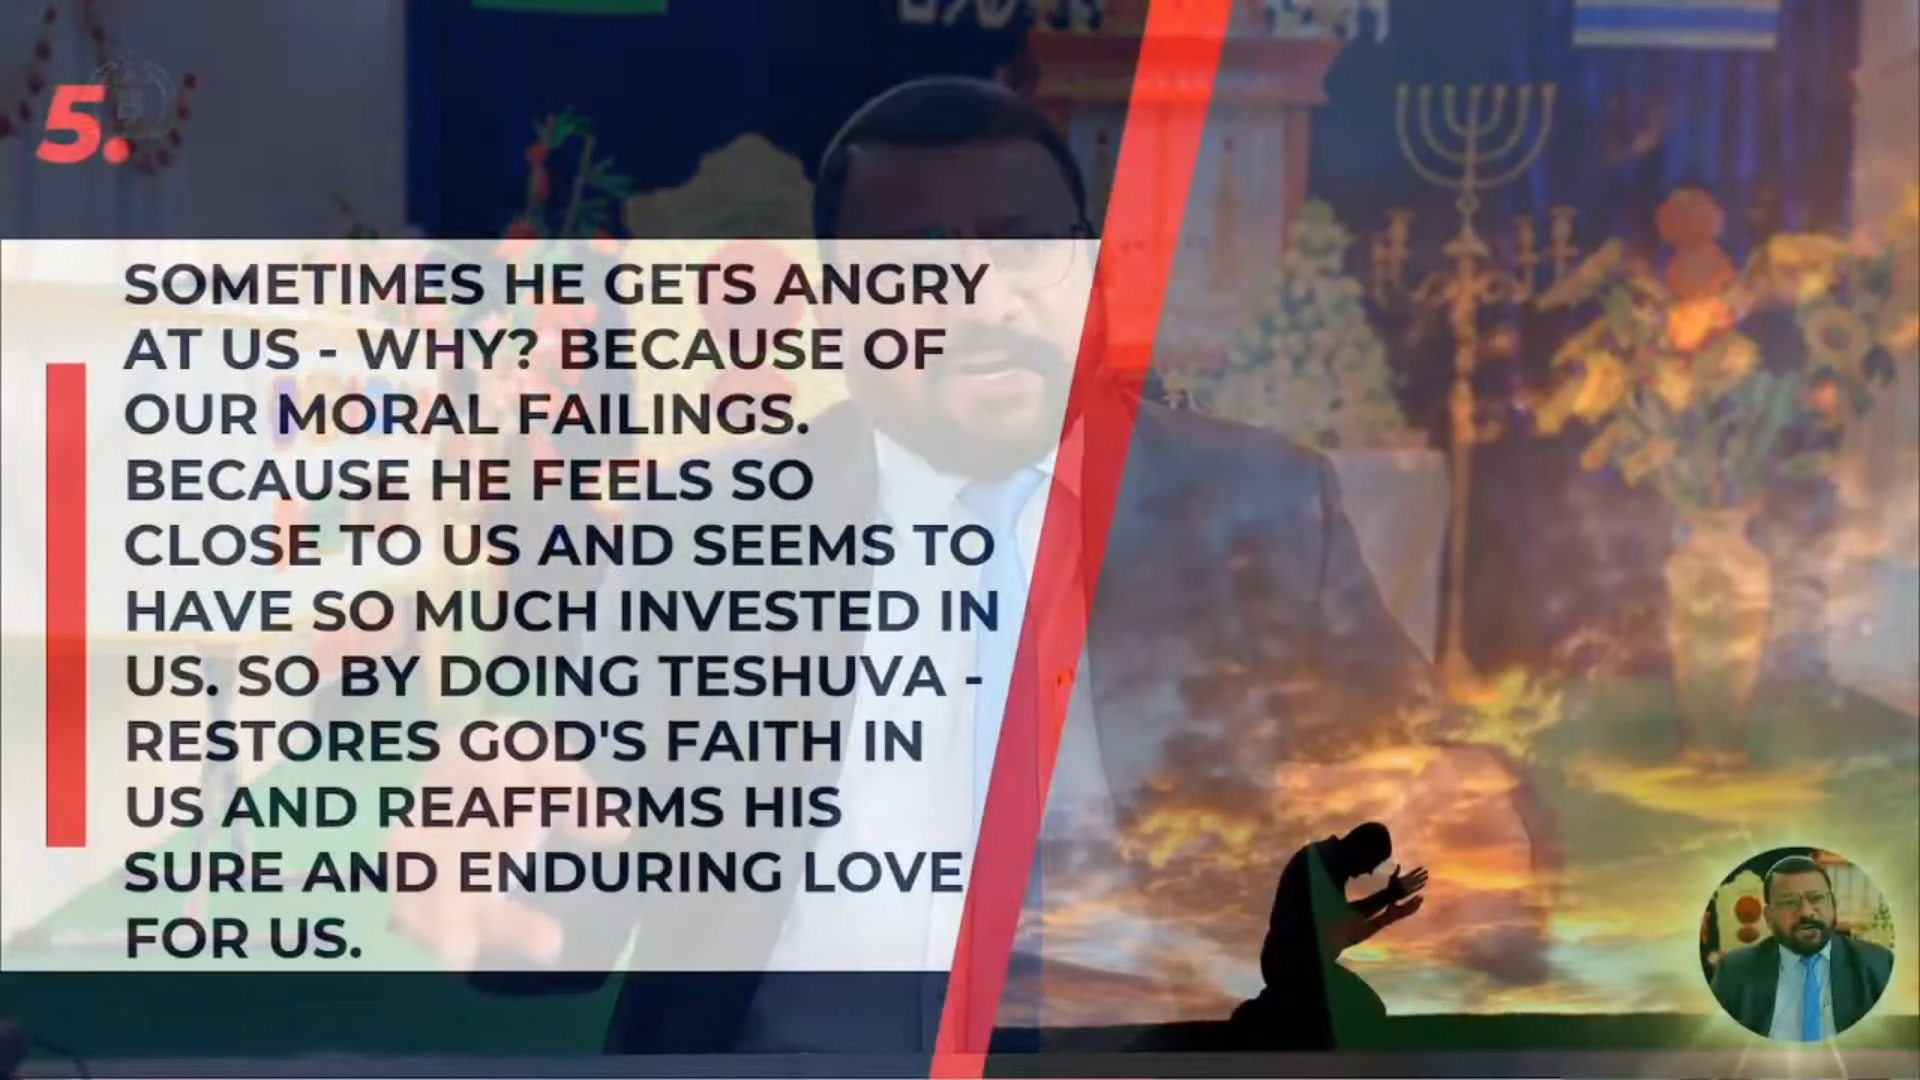 5.
SOMETIMES HE GETS ANGRY
AT US - WHY? BECAUSE OF
OUR MORAL FAILINGS.
BECAUSE HE FEELS SO
CLOSE TO US AND SEEMS TO
HAVE SO MUCH INVESTED IN
US. SO BY DOING TESHUVA -
RESTORES GOD'S FAITH IN
US AND REAFFIRMS HIS
SURE AND ENDURING LOVE
FOR US.